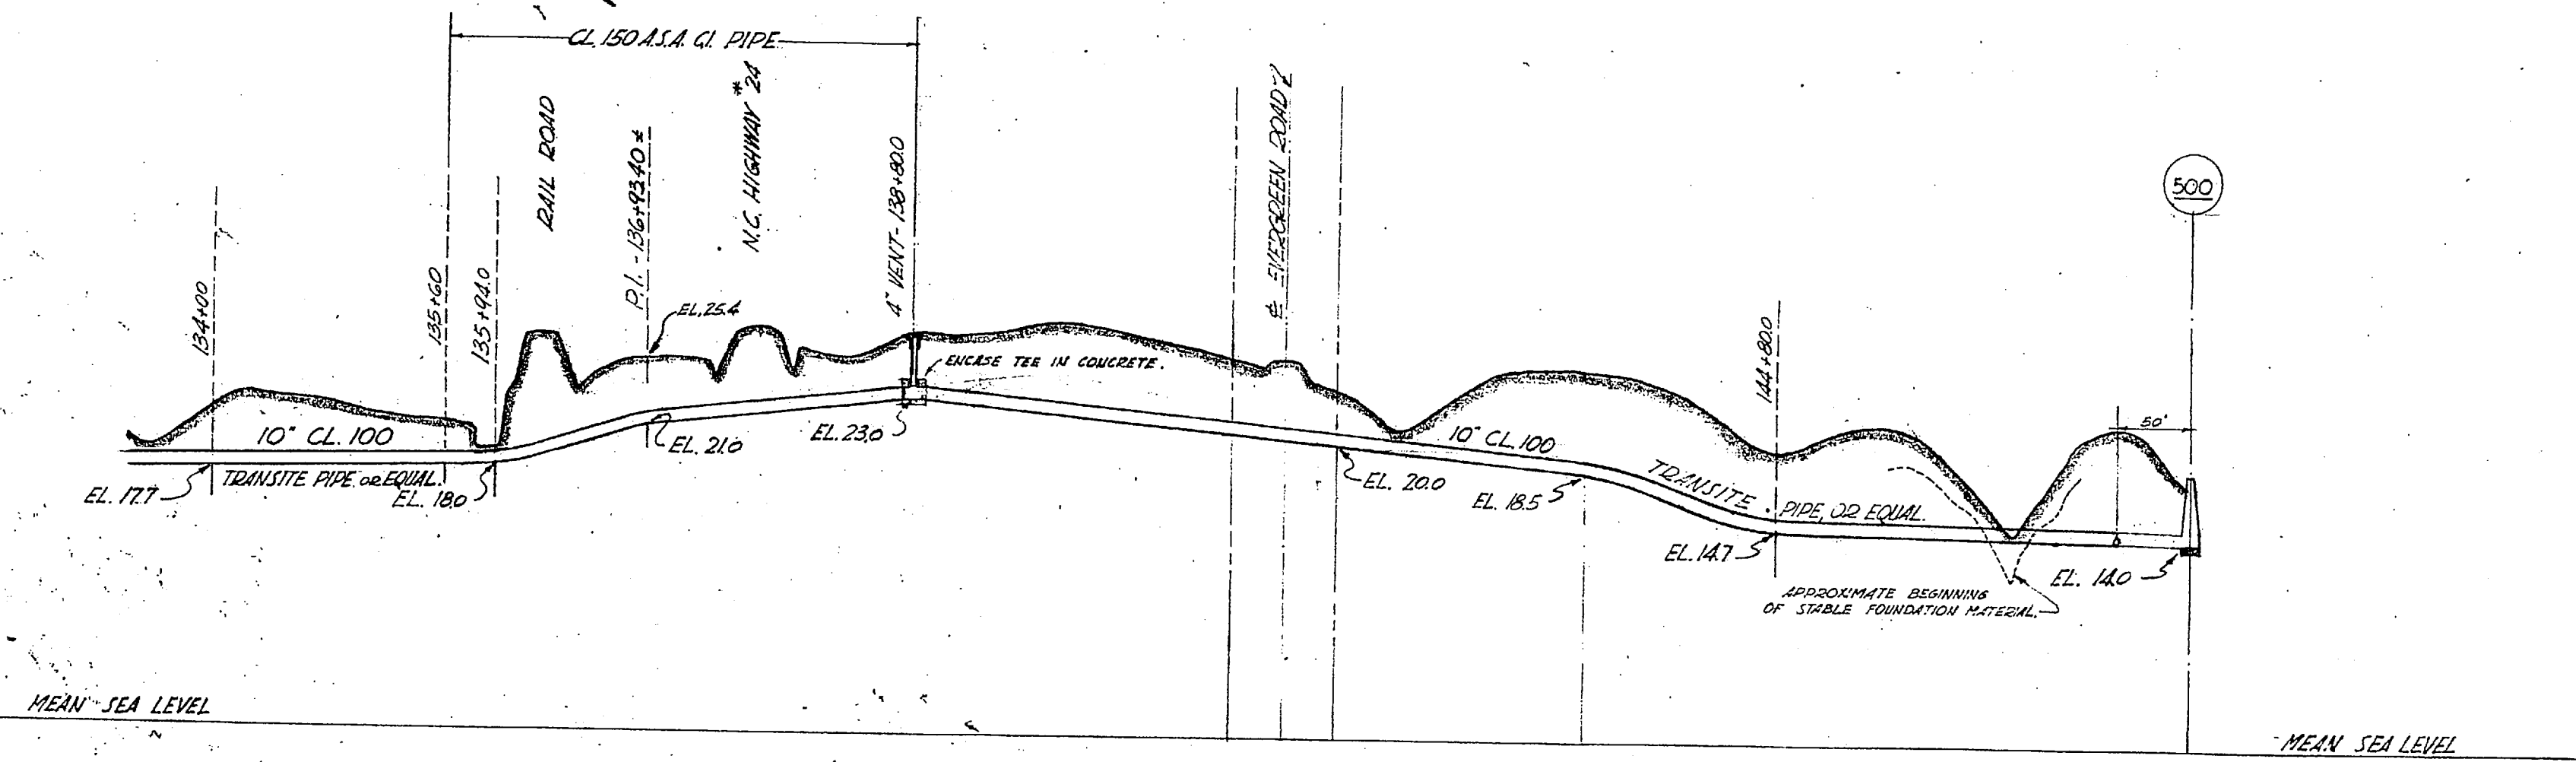 CL. 150 A.S.A. C.I. PIPE
RAIL ROAD
N.C. HIGHWAY #24
P.I. - 136+93.40±
4" VENT - 138+80.0
℄ EVERGREEN ROAD
500
134+00
135+60
135+94.0
144+80.0
EL. 25.4
ENCASE TEE IN CONCRETE.
50'
10" CL. 100
TRANSITE PIPE, OR EQUAL.
EL. 17.7
EL. 18.0
EL. 21.0
EL. 23.0
10" CL. 100
TRANSITE PIPE, OR EQUAL.
EL. 20.0
EL. 18.5
EL. 14.7
EL. 14.0
APPROXIMATE BEGINNING
OF STABLE FOUNDATION MATERIAL.
MEAN SEA LEVEL
MEAN SEA LEVEL